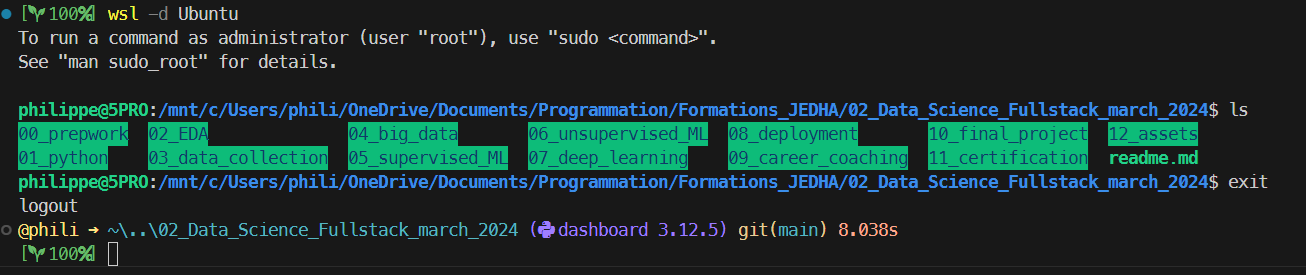 [100%] wsl -d Ubuntu
To run a command as administrator (user "root"), use "sudo <command>".
See "man sudo_root" for details.
philippe@5PRO:/mnt/c/Users/phili/OneDrive/Documents/Programmation/Formations_JEDHA/02_Data_Science_Fullstack_march_2024$ ls
00_prepwork 02_EDA 04_big_data 06_unsupervised_ML 08_deployment 10_final_project 12_assets
01_python 03_data_collection 05_supervised_ML 07_deep_learning 09_career_coaching 11_certification readme.md
philippe@5PRO:/mnt/c/Users/phili/OneDrive/Documents/Programmation/Formations_JEDHA/02_Data_Science_Fullstack_march_2024$ exit
logout
@phili ➜ ~\..\02_Data_Science_Fullstack_march_2024 (dashboard 3.12.5) git(main) 8.038s
[100%]